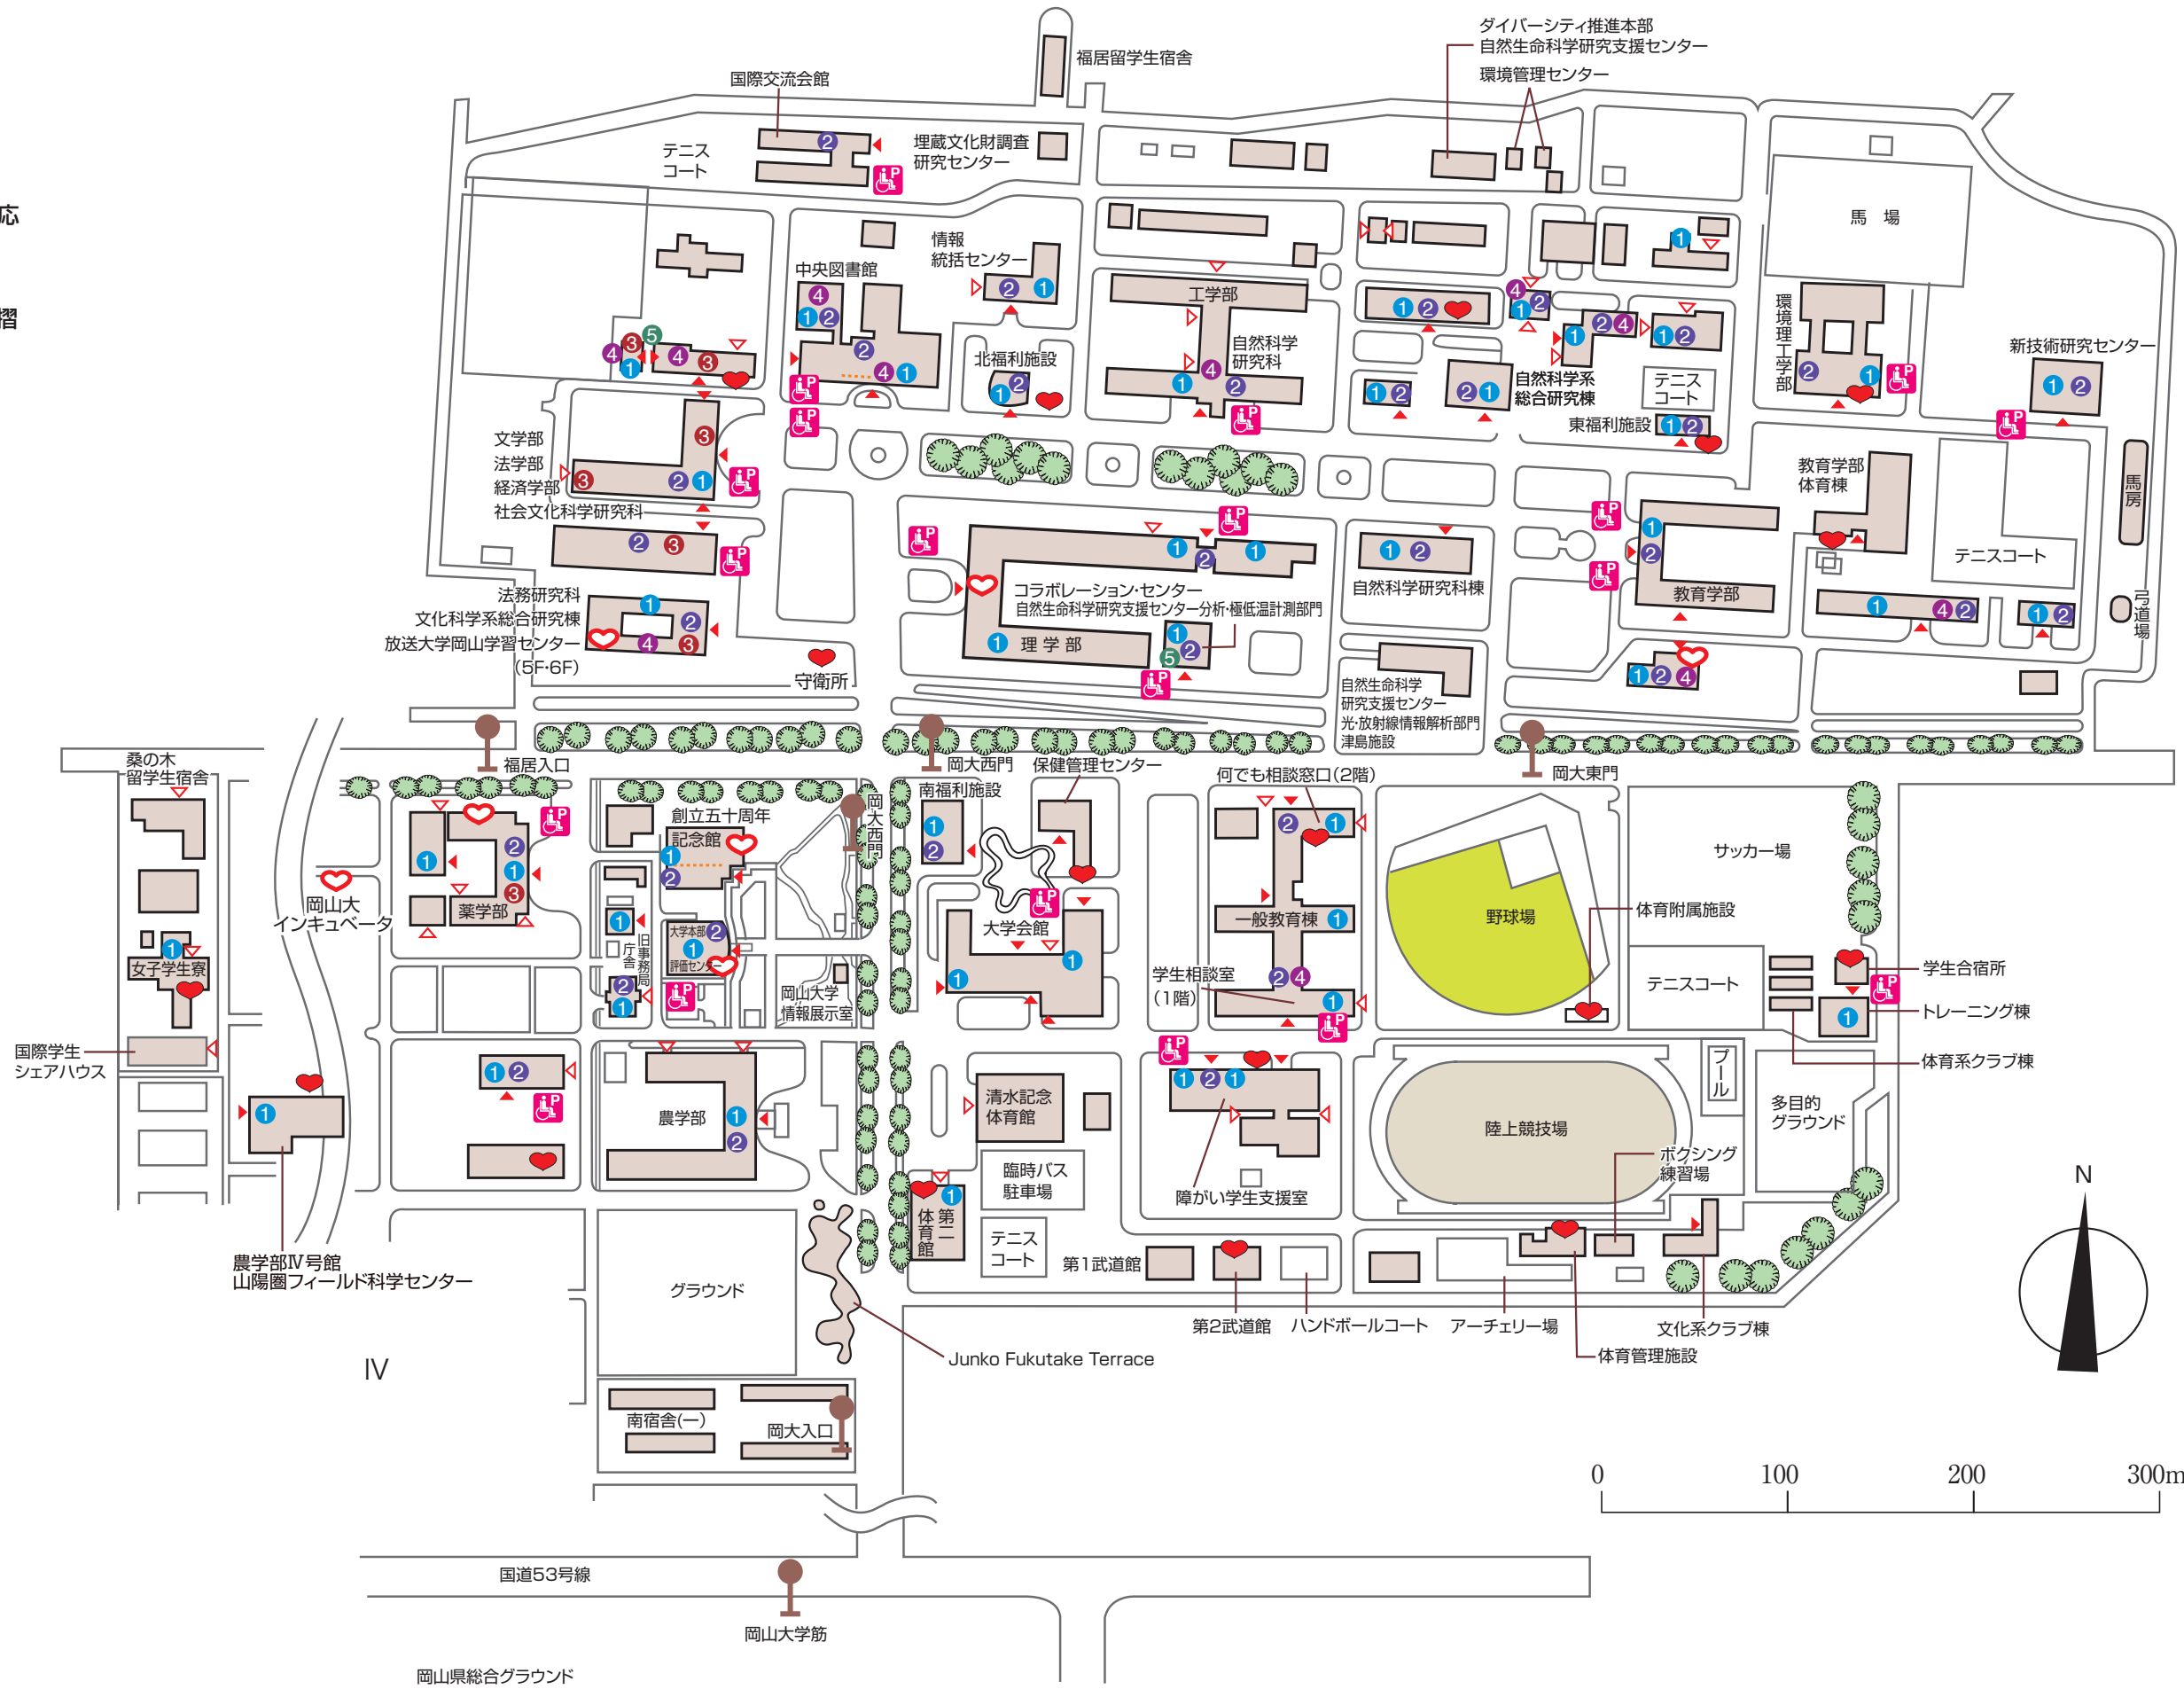 応
摺
ダイバーシティ推進本部
自然生命科学研究支援センター
環境管理センター
福居留学生宿舎
国際交流会館
埋蔵文化財調査
研究センター
テニス
コート
馬 場
情報
統括センター
中央図書館
工学部
自然科学
研究科
北福利施設
環境理工学部
新技術研究センター
自然科学系
総合研究棟
テニス
コート
東福利施設
文学部
法学部
経済学部
社会文化科学研究科
教育学部
体育棟
馬房
テニスコート
コラボレーション・センター
自然生命科学研究支援センター分析・極低温計測部門
自然科学研究科棟
教育学部
弓道場
法務研究科
文化科学系総合研究棟
放送大学岡山学習センター
(5F・6F)
理学部
守衛所
自然生命科学
研究支援センター
光・放射線情報解析部門
津島施設
桑の木
留学生宿舎
福居入口
岡大西門
保健管理センター
何でも相談窓口(2階)
岡大東門
南福利施設
創立五十周年
記念館
岡大西門
サッカー場
岡山大
インキュベータ
薬学部
大学会館
一般教育棟
野球場
体育附属施設
旧事務局
庁舎
大学本部
評価センター
女子学生寮
岡山大学
情報展示室
学生相談室
(1階)
テニスコート
学生合宿所
トレーニング棟
国際学生
シェアハウス
体育系クラブ棟
プール
清水記念
体育館
農学部
陸上競技場
多目的
グラウンド
ボクシング
練習場
臨時バス
駐車場
障がい学生支援室
N
第二
体育館
テニス
コート
第1武道館
農学部Ⅳ号館
山陽圏フィールド科学センター
グラウンド
第2武道館
ハンドボールコート
アーチェリー場
文化系クラブ棟
体育管理施設
Junko Fukutake Terrace
Ⅳ
南宿舎(一)
岡大入口
0 100 200 300m
国道53号線
岡山大学筋
岡山県総合グラウンド